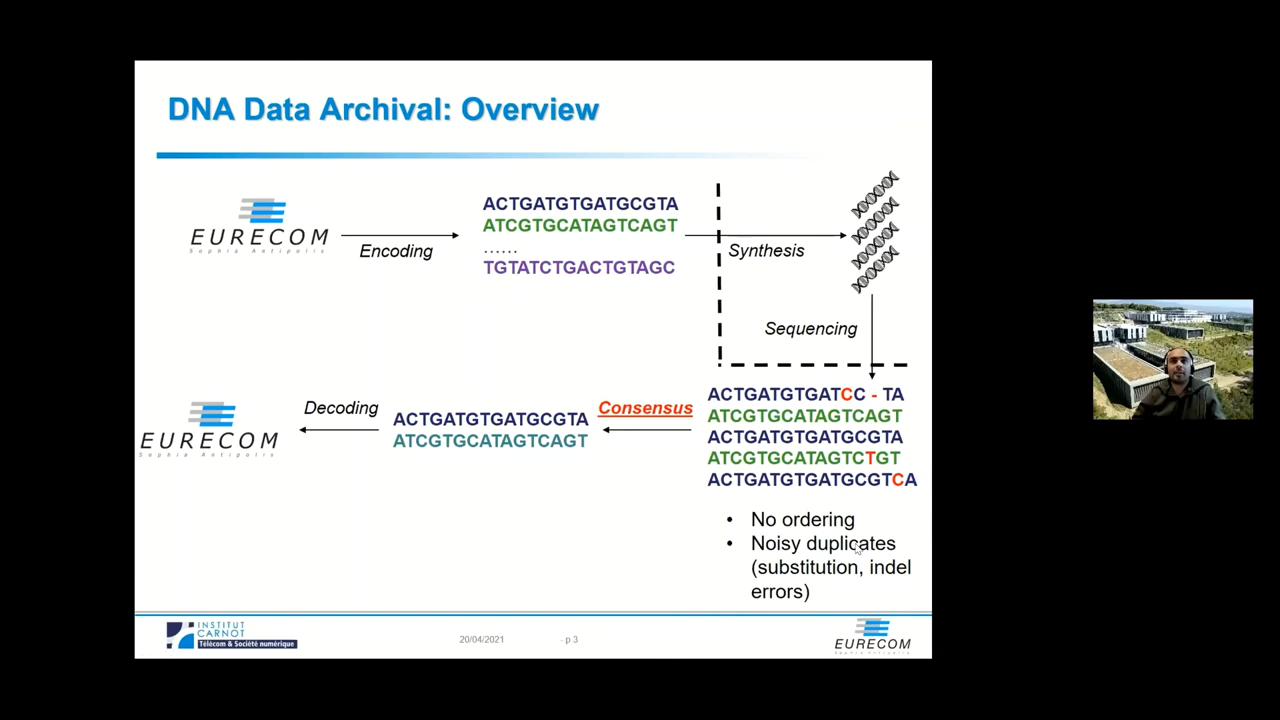 DNA Data Archival: Overview
EURECOM
Sophia Antipolis
Encoding
ACTGATGTGATGCGTA
ATCGTGCATAGTCAGT
......
TGTATCTGACTGTAGC
Synthesis
Sequencing
ACTGATGTGATCC - TA
ATCGTGCATAGTCAGT
ACTGATGTGATGCGTA
ATCGTGCATAGTCTGT
ACTGATGTGATGCGTCA
Consensus
ACTGATGTGATGCGTA
ATCGTGCATAGTCAGT
Decoding
EURECOM
Sophia Antipolis
• No ordering
• Noisy duplicates
(substitution, indel
errors)
INSTITUT
CARNOT
Télécom & Société numérique
20/04/2021
- p 3
EURECOM
Sophia Antipolis